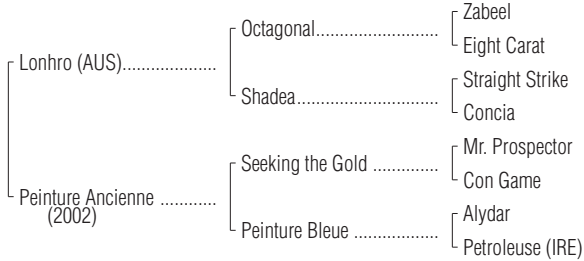 Zabeel
Octagonal........................
Eight Carat
Lonhro (AUS)..................
Straight Strike
Shadea............................
Concia
Mr. Prospector
Seeking the Gold .............
Con Game
Peinture Ancienne ...........
(2002)
Alydar
Peinture Bleue .................
Petroleuse (IRE)